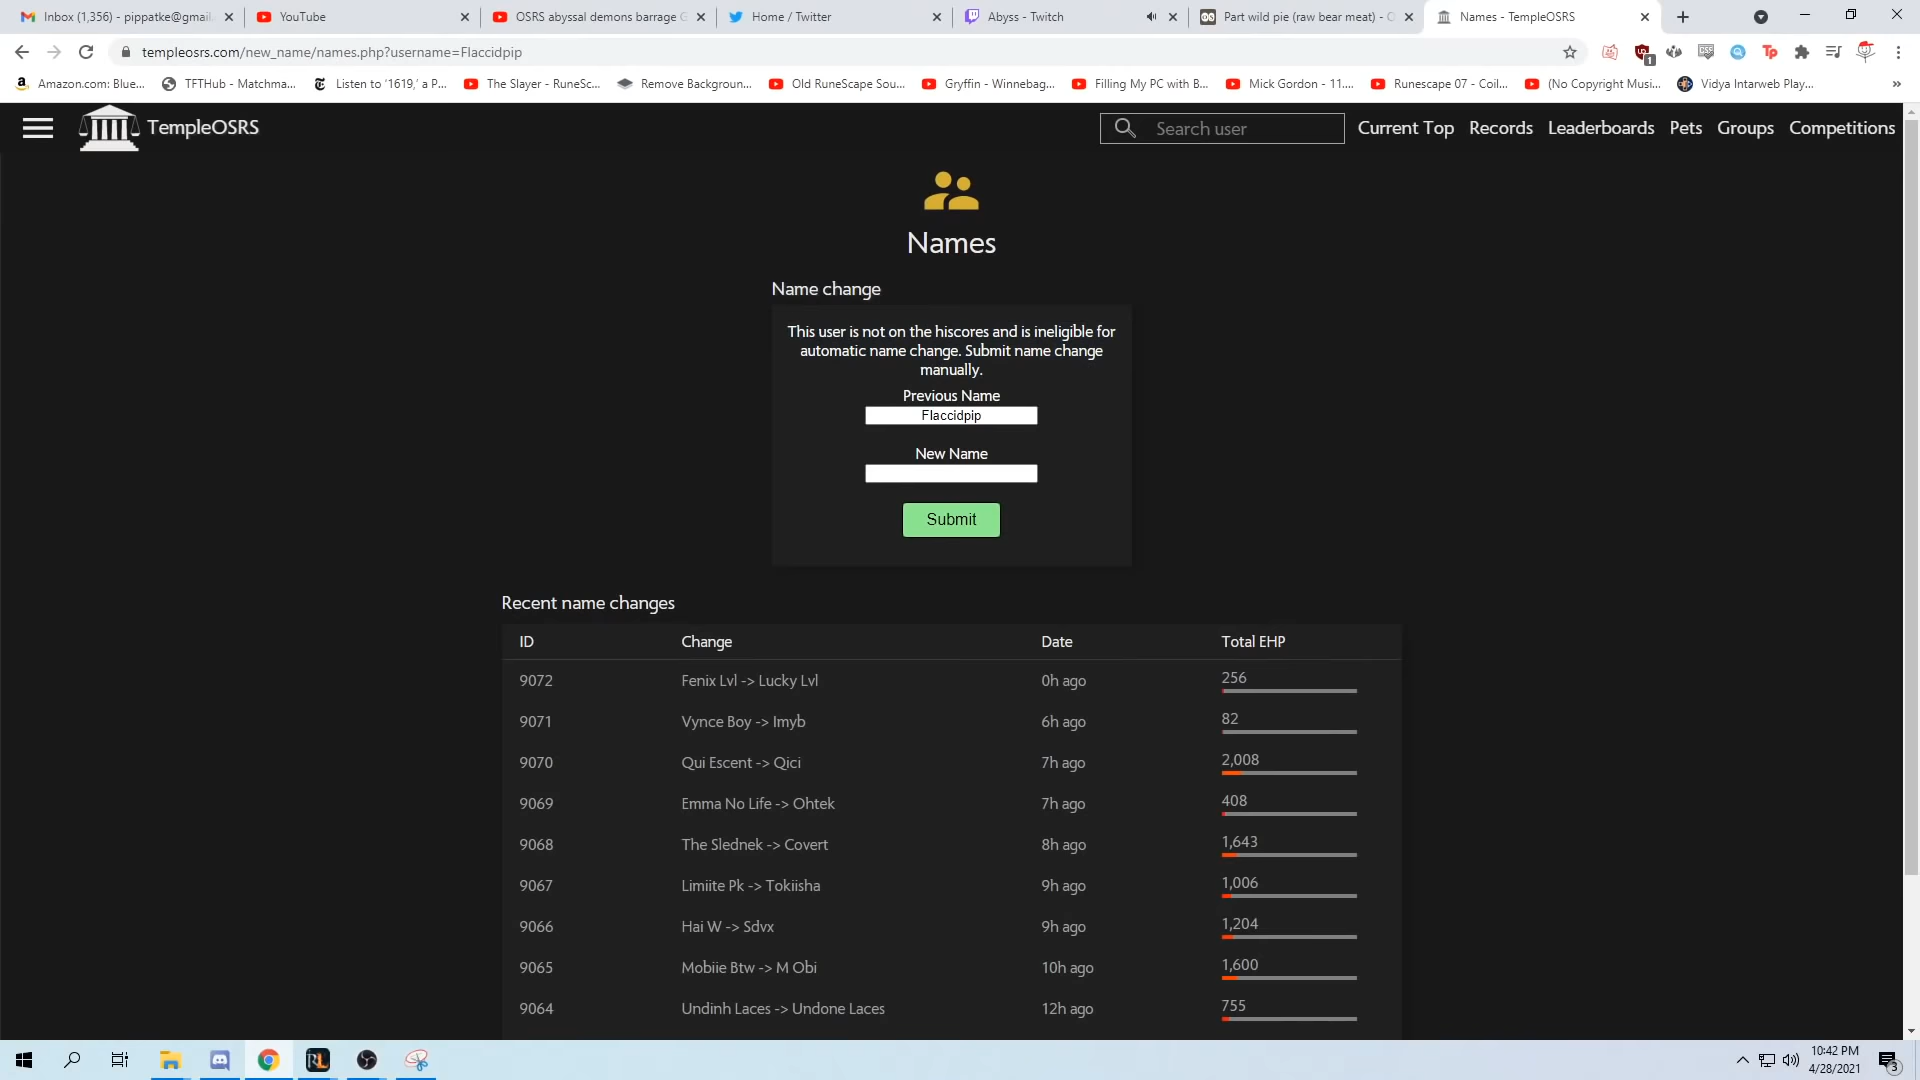 Inbox (1,356) - pippatke@gmail.
YouTube
OSRS abyssal demons barrage G
Home / Twitter
Abyss - Twitch
Part wild pie (raw bear meat) - O
Names - TempleOSRS
templeosrs.com/new_name/names.php?username=Flaccidpip
1
Amazon.com: Blue...
TFTHub - Matchma...
Listen to '1619,' a P...
The Slayer - RuneSc...
Remove Backgroun...
Old RuneScape Sou...
Gryffin - Winnebag...
Filling My PC with B...
Mick Gordon - 11....
Runescape 07 - Coil...
(No Copyright Musi...
Vidya Intarweb Play...
»
TempleOSRS
Search user
Current Top
Records
Leaderboards
Pets
Groups
Competitions
Names
Name change
This user is not on the hiscores and is ineligible for
automatic name change. Submit name change
manually.
Previous Name
Flaccidpip
New Name
Submit
Recent name changes
ID Change Date Total EHP
9072 Fenix Lvl -> Lucky Lvl 0h ago 256
9071 Vynce Boy -> Imyb 6h ago 82
9070 Qui Escent -> Qici 7h ago 2,008
9069 Emma No Life -> Ohtek 7h ago 408
9068 The Slednek -> Covert 8h ago 1,643
9067 Limiite Pk -> Tokiisha 9h ago 1,006
9066 Hai W -> Sdvx 9h ago 1,204
9065 Mobiie Btw -> M Obi 10h ago 1,600
9064 Undinh Laces -> Undone Laces 12h ago 755
10:42 PM
4/28/2021
3